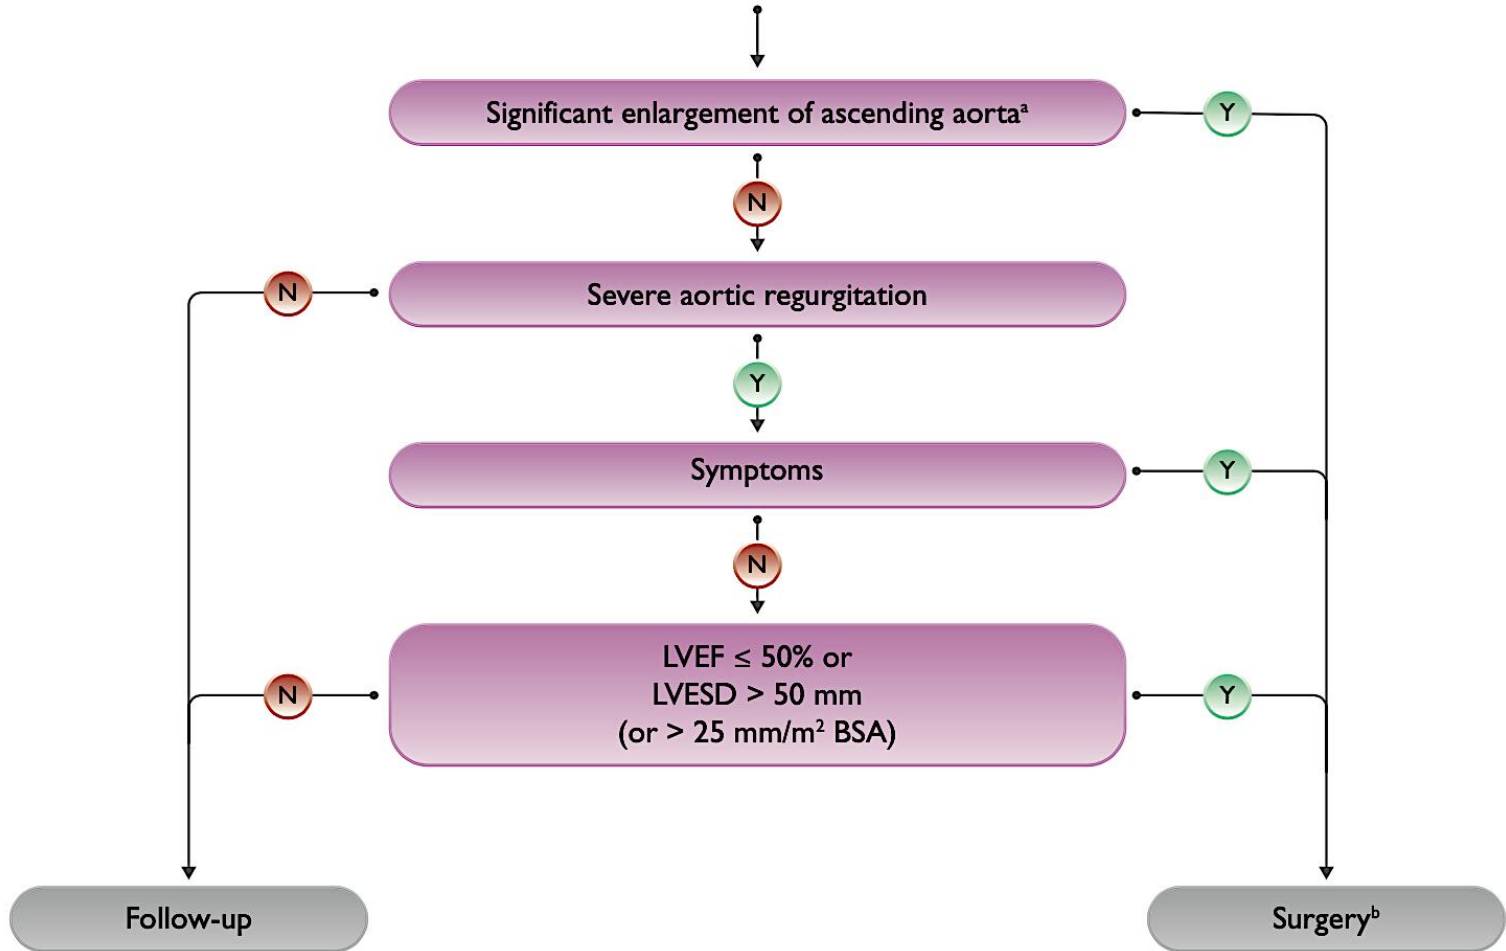 Significant enlargement of ascending aortaᵃ
Y
N
N
Severe aortic regurgitation
Y
Symptoms
Y
N
LVEF ≤ 50% or
LVESD > 50 mm
(or > 25 mm/m² BSA)
N
Y
Follow-up
Surgeryᵇ